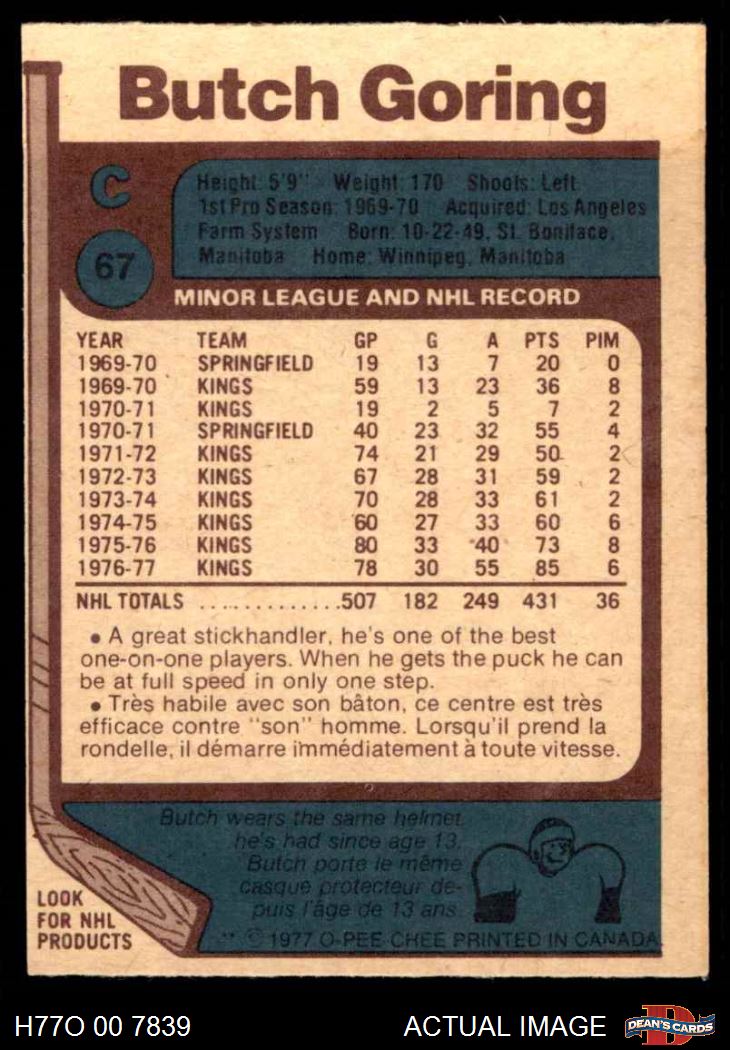 Butch Goring
C
67
Height: 5'9" Weight: 170 Shoots: Left
1st Pro Season: 1969-70 Acquired: Los Angeles
Farm System Born: 10-22-49, St. Boniface,
Manitoba Home: Winnipeg, Manitoba
MINOR LEAGUE AND NHL RECORD
YEAR TEAM GP G A PTS PIM
1969-70 SPRINGFIELD 19 13 7 20 0
1969-70 KINGS 59 13 23 36 8
1970-71 KINGS 19 2 5 7 2
1970-71 SPRINGFIELD 40 23 32 55 4
1971-72 KINGS 74 21 29 50 2
1972-73 KINGS 67 28 31 59 2
1973-74 KINGS 70 28 33 61 2
1974-75 KINGS 60 27 33 60 6
1975-76 KINGS 80 33 40 73 8
1976-77 KINGS 78 30 55 85 6
NHL TOTALS .............507 182 249 431 36
• A great stickhandler, he's one of the best
one-on-one players. When he gets the puck he can
be at full speed in only one step.
• Très habile avec son bâton, ce centre est très
efficace contre "son" homme. Lorsqu'il prend la
rondelle, il démarre immédiatement à toute vitesse.
Butch wears the same helmet
he's had since age 13.
Butch porte le même
casque protecteur de-
puis l'âge de 13 ans.
LOOK
FOR NHL
PRODUCTS
** © 1977 O-PEE-CHEE PRINTED IN CANADA
H77O 00 7839
ACTUAL IMAGE
D
DEAN'S CARDS